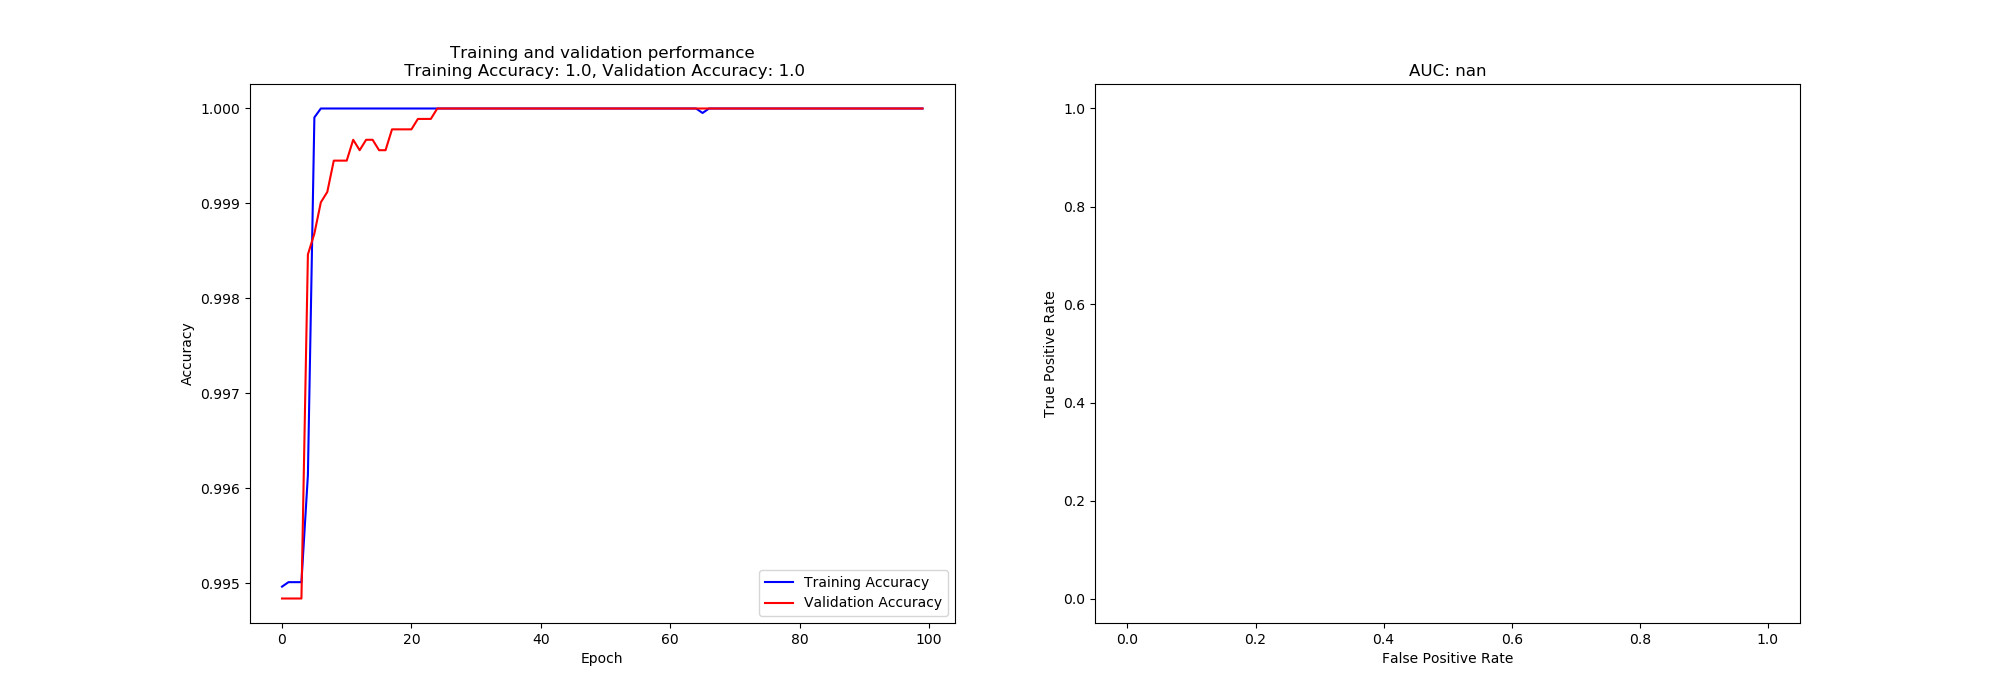 Training and validation performance
Training Accuracy: 1.0, Validation Accuracy: 1.0
1.000
0.999
0.998
0.997
0.996
0.995
Accuracy
0
20
40
60
80
100
Epoch
Training Accuracy
Validation Accuracy
AUC: nan
1.0
0.8
0.6
0.4
0.2
0.0
True Positive Rate
0.0
0.2
0.4
0.6
0.8
1.0
False Positive Rate